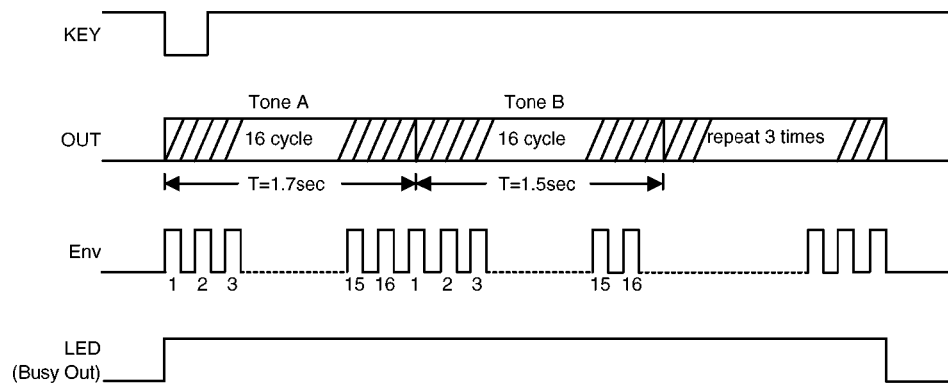 KEY
Tone A Tone B
OUT 16 cycle 16 cycle repeat 3 times
T=1.7sec T=1.5sec
Env
1 2 3 15 16 1 2 3 15 16
LED
(Busy Out)